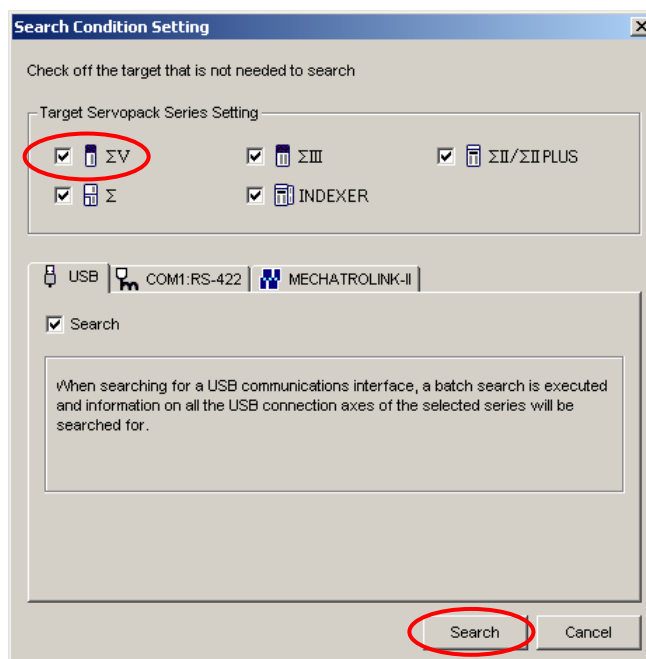 Search Condition Setting
Check off the target that is not needed to search
Target Servopack Series Setting
ΣV
ΣIII
ΣII/ΣII PLUS
Σ
INDEXER
USB
COM1:RS-422
MECHATROLINK-II
Search
When searching for a USB communications interface, a batch search is executed
and information on all the USB connection axes of the selected series will be
searched for.
Search
Cancel